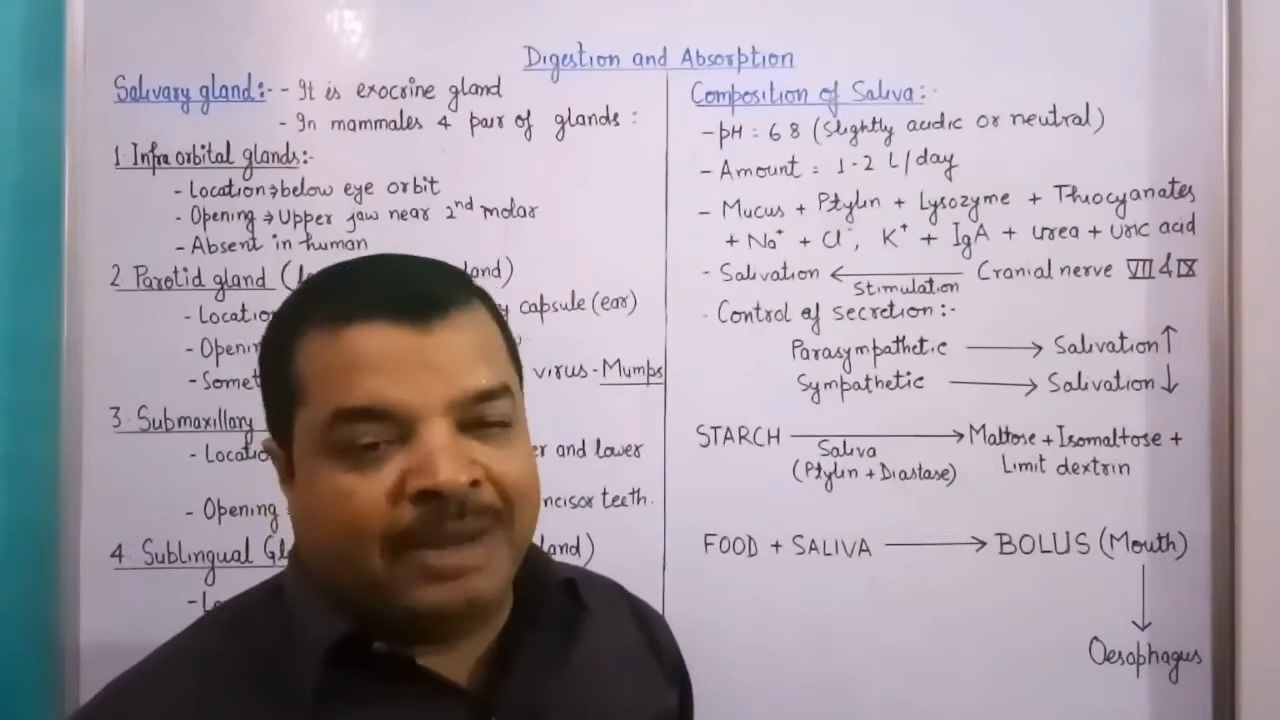 Digestion and Absorption
Salivary gland:- - It is exocrine gland
- In mammales 4 pair of glands :
1. Infra orbital glands:-
- Location → below eye orbit
- Opening → Upper jaw near 2nd molar
- Absent in human
2. Parotid gland (
land)
- Locatio
capsule (ear)
- Openin
- Somet
virus - Mumps
3. Submaxillary
- Locatio
er and lower
- Opening
ncisor teeth.
4. Sublingual Gl
land)
- Lo
Composition of Saliva:-
- pH = 6.8 (Slightly acidic or neutral)
- Amount = 1-2 L/day
- Mucus + Ptylin + Lysozyme + Thiocyanates
+ Na⁺ + Cl⁻, K⁺ + IgA + urea + Uric acid
- Salivation ← Cranial nerve VII & IX
Stimulation
- Control of secretion:-
Parasympathetic → Salivation ↑
Sympathetic → Salivation ↓
STARCH → Maltose + Isomaltose +
Saliva Limit dextrin
(Ptylin + Diastase)
FOOD + SALIVA → BOLUS (Mouth)
↓
Oesophagus